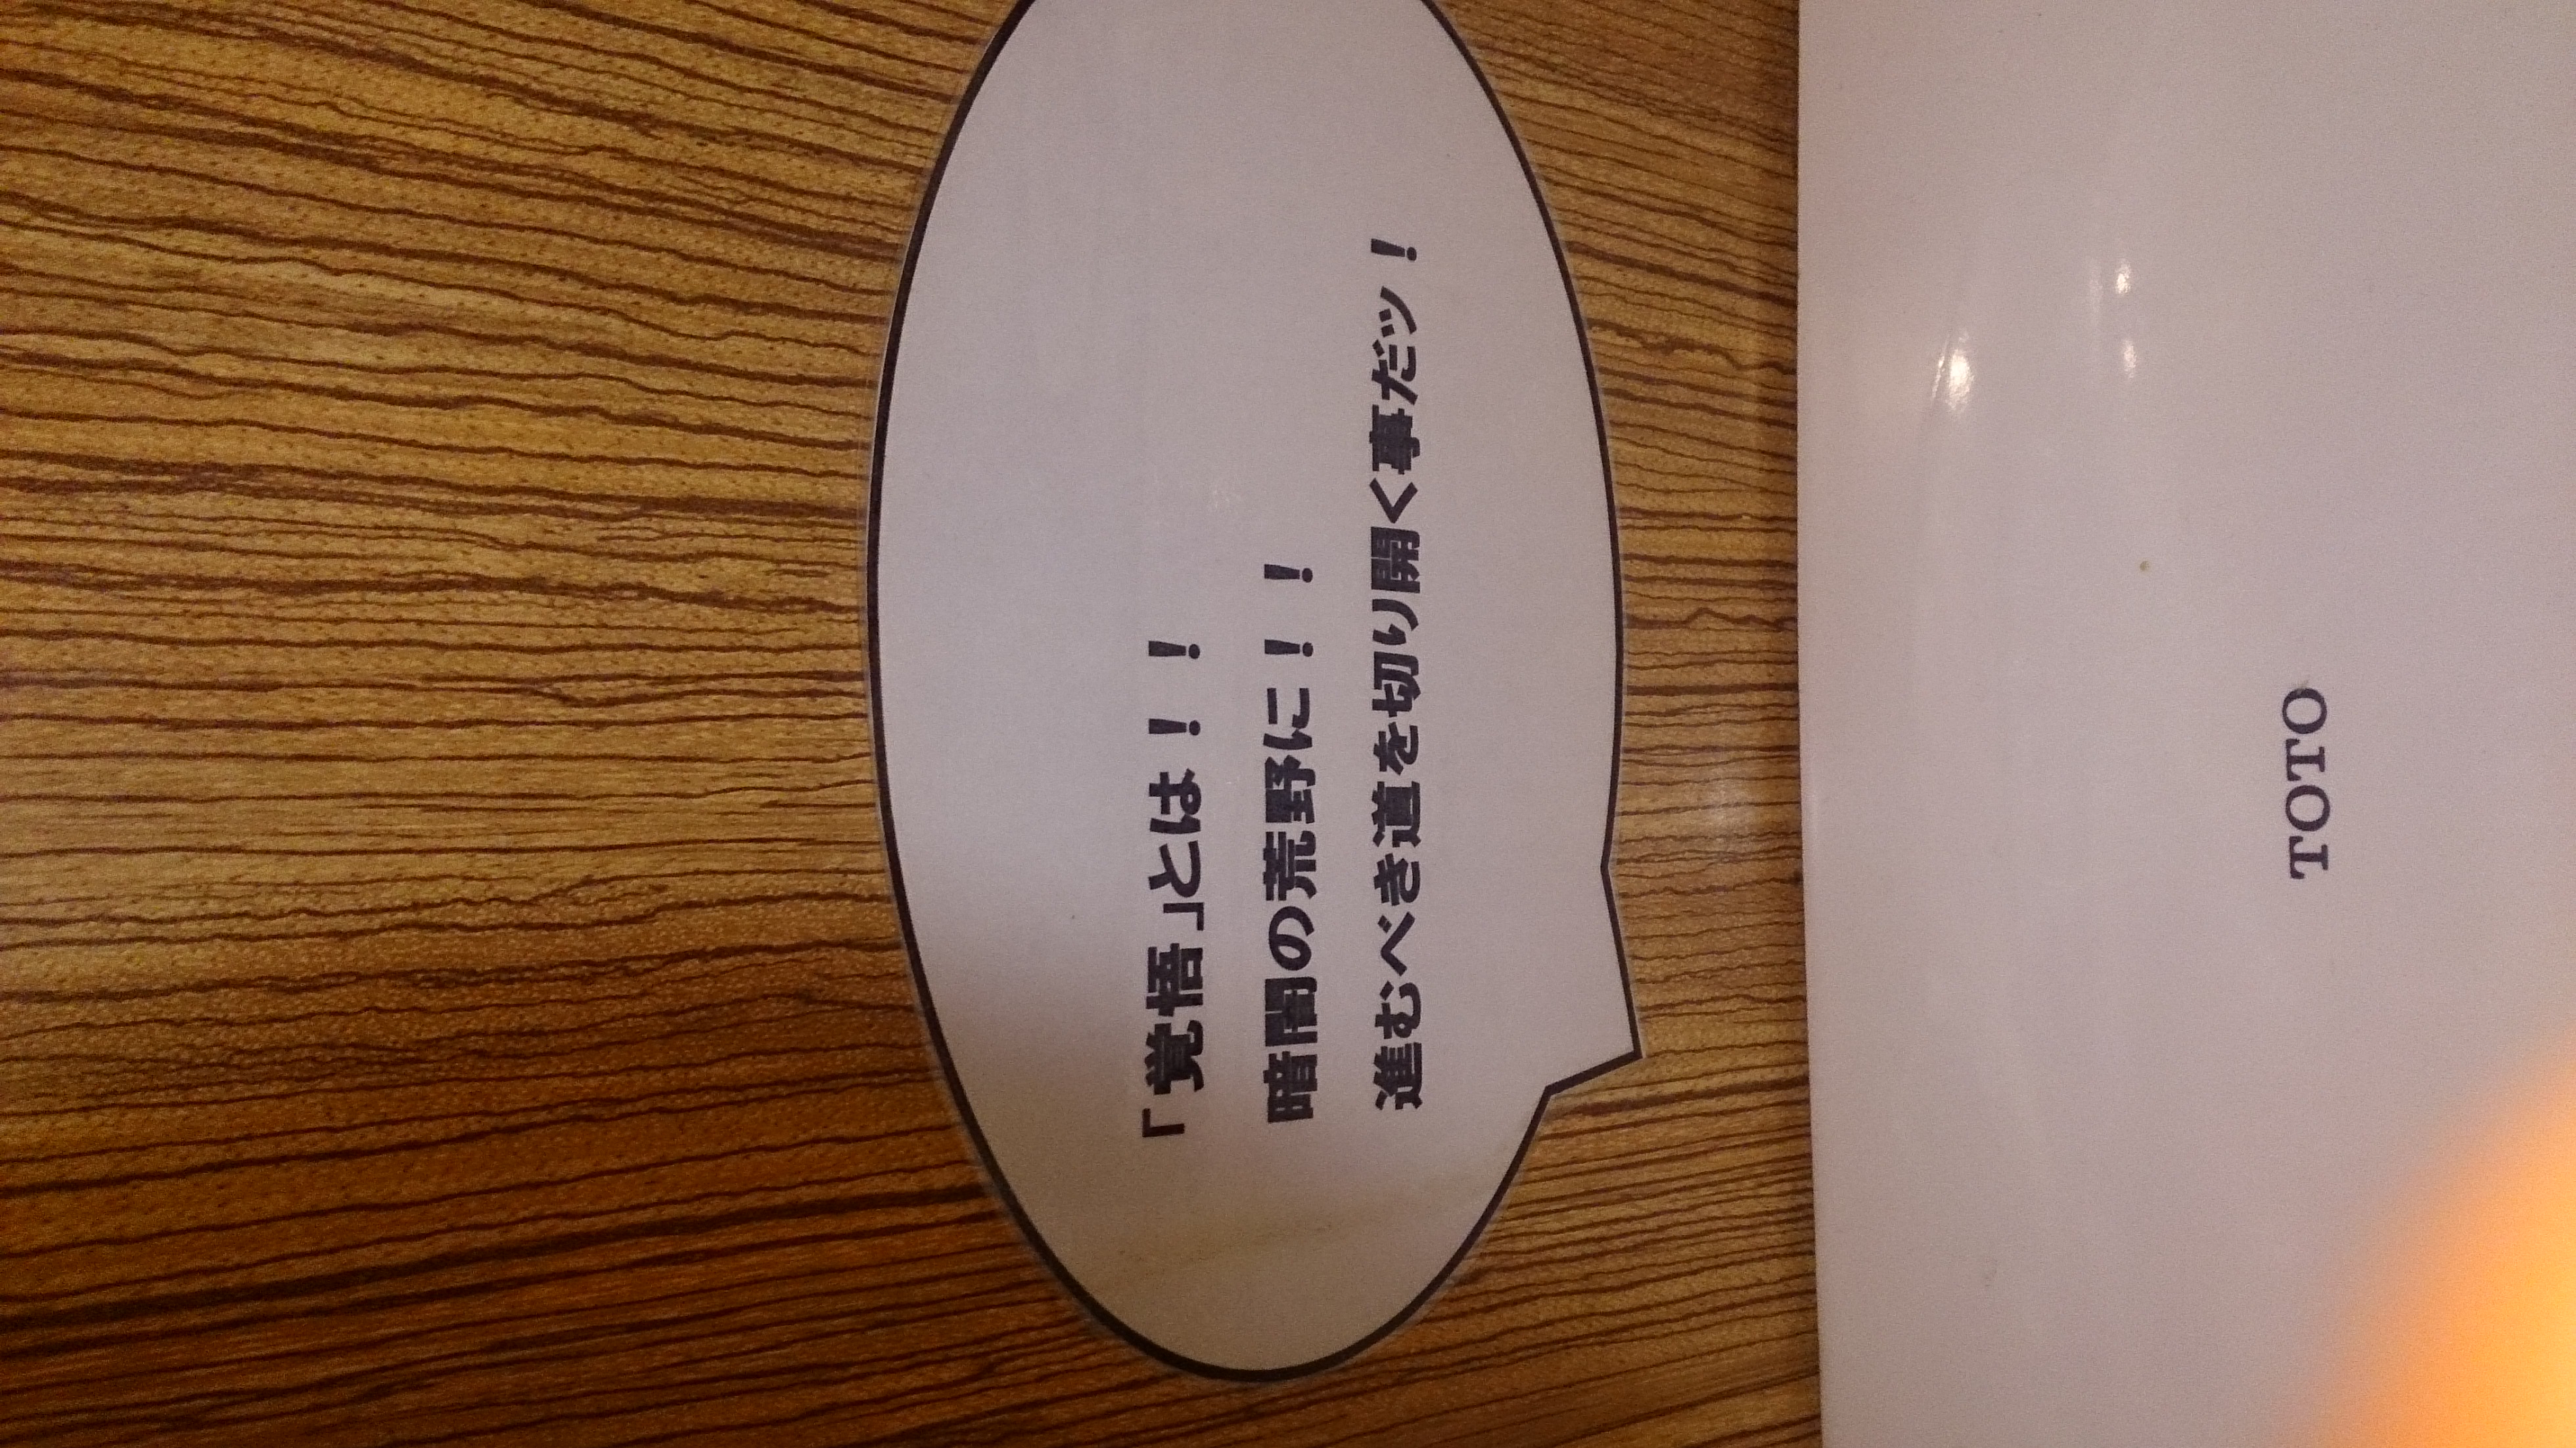 「覚悟」とは！！
暗闇の荒野に！！
進むべき道を切り開く事だッ！
TOTO